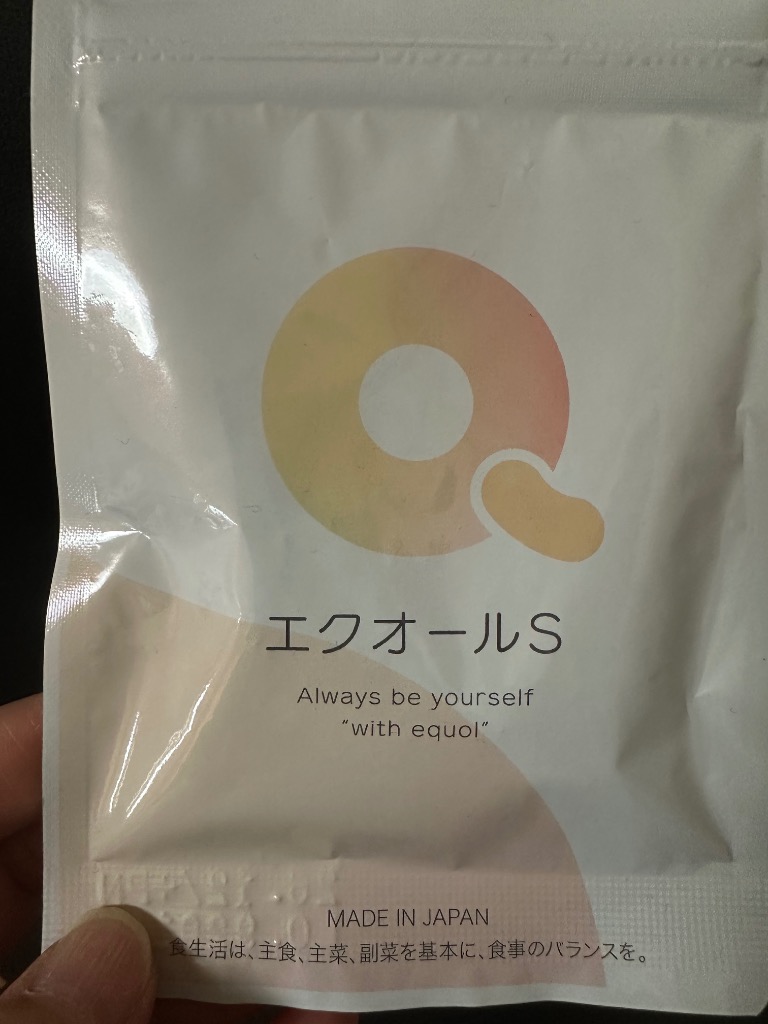 エクオールS
Always be yourself
“with equol”
MADE IN JAPAN
食生活は、主食、主菜、副菜を基本に、食事のバランスを。